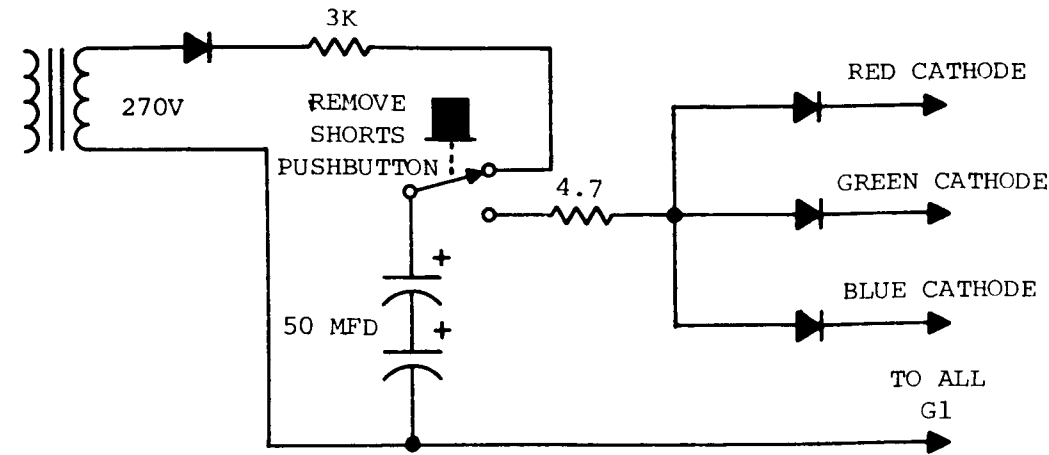 3K
270V
REMOVE
SHORTS
PUSHBUTTON
4.7
RED CATHODE
GREEN CATHODE
BLUE CATHODE
+
50 MFD
+
TO ALL
G1